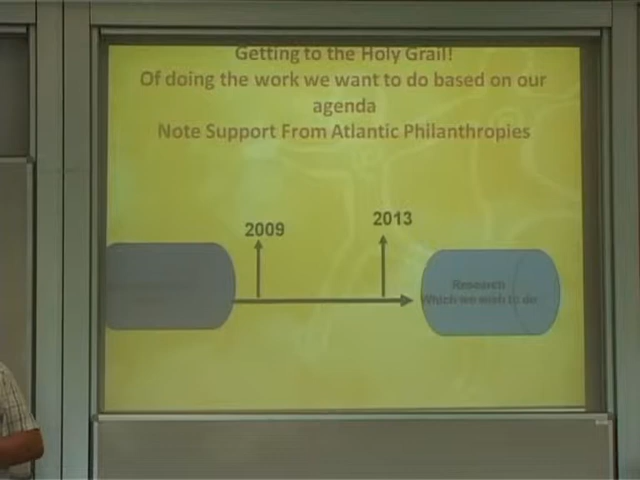 Getting to the Holy Grail!
Of doing the work we want to do based on our
agenda
Note Support From Atlantic Philanthropies
2009
2013
Research
Which we wish to do